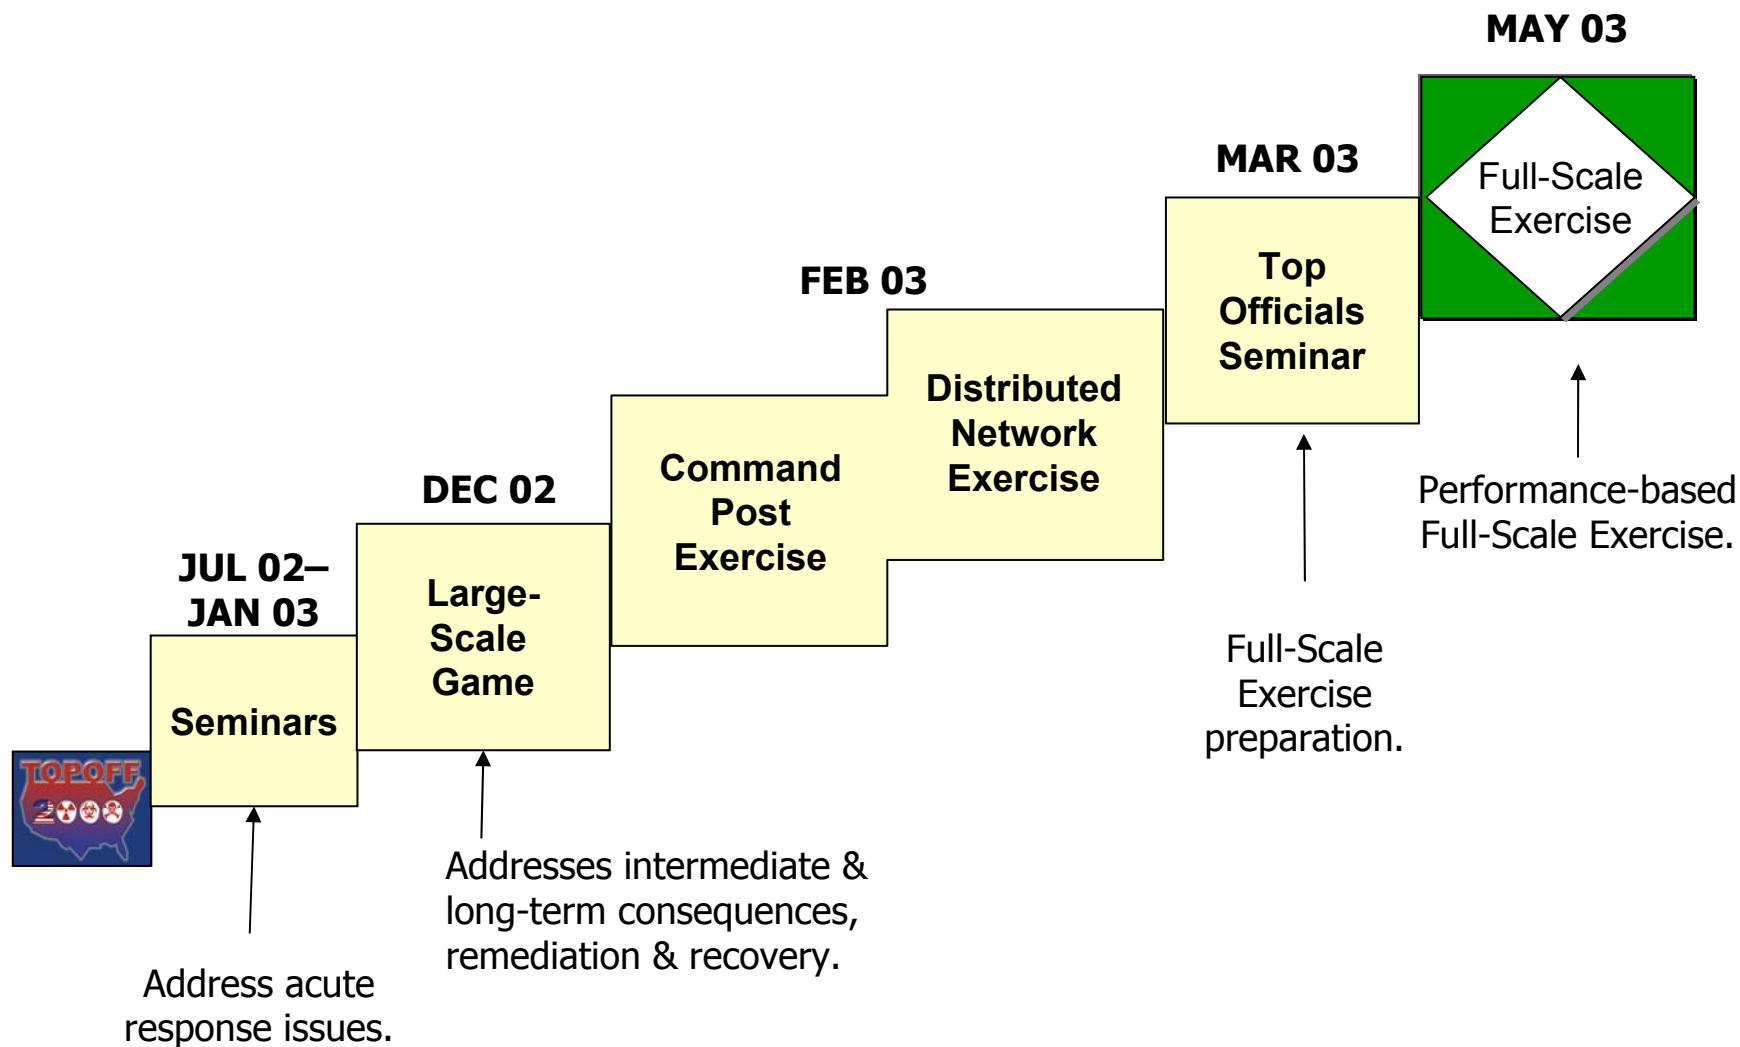 MAY 03
Full-Scale
Exercise
MAR 03
Top
Officials
Seminar
FEB 03
Distributed
Network
Exercise
Command
Post
Exercise
DEC 02
Large-
Scale
Game
JUL 02–
JAN 03
Seminars
TOPOFF
2000
Performance-based
Full-Scale Exercise.
Full-Scale
Exercise
preparation.
Addresses intermediate &
long-term consequences,
remediation & recovery.
Address acute
response issues.